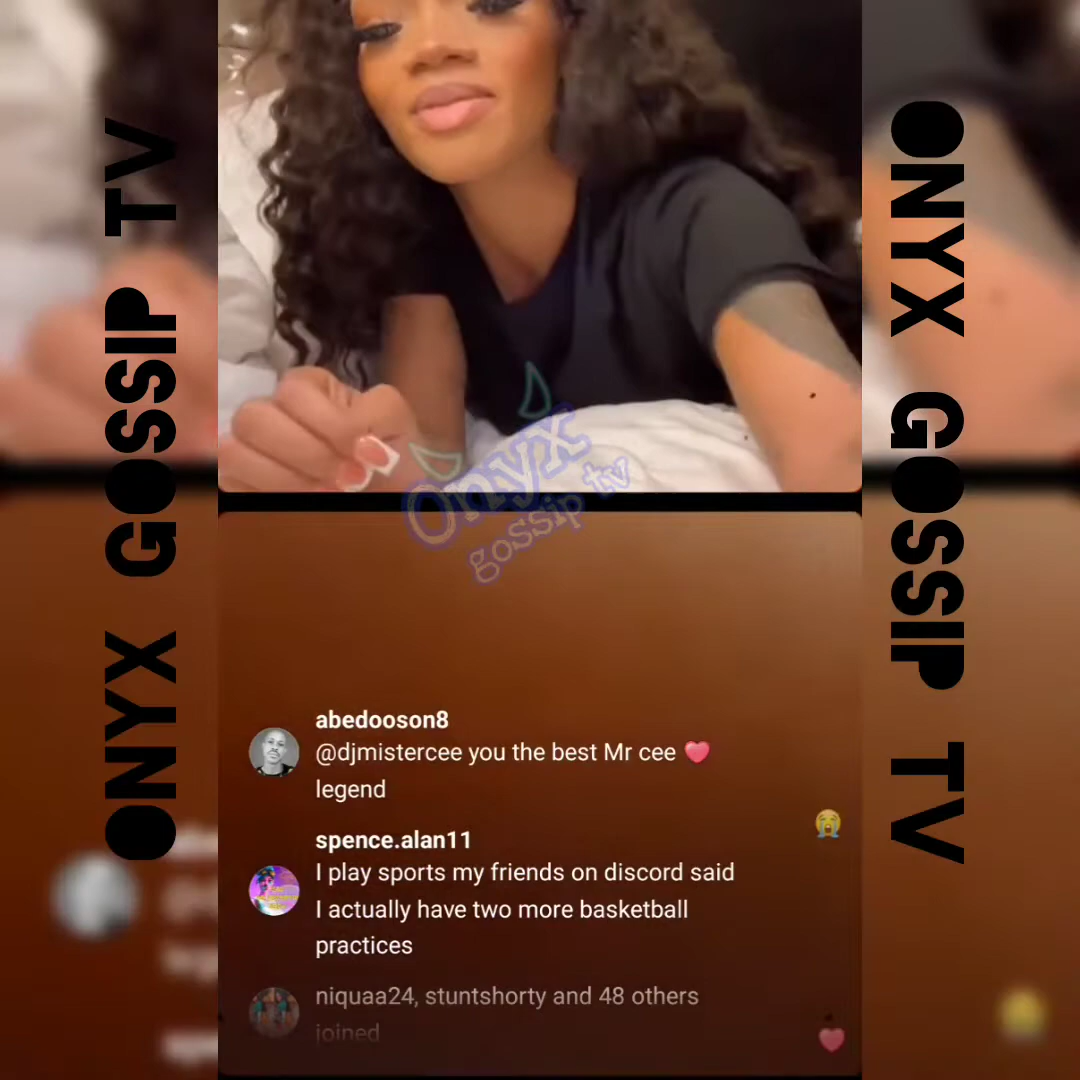 ONYX GOSSIP TV
ONYX GOSSIP TV
Onyx
gossip tv
abedooson8
@djmistercee you the best Mr cee ❤️
legend
spence.alan11
I play sports my friends on discord said
I actually have two more basketball
practices
niquaa24, stuntshorty and 48 others
joined